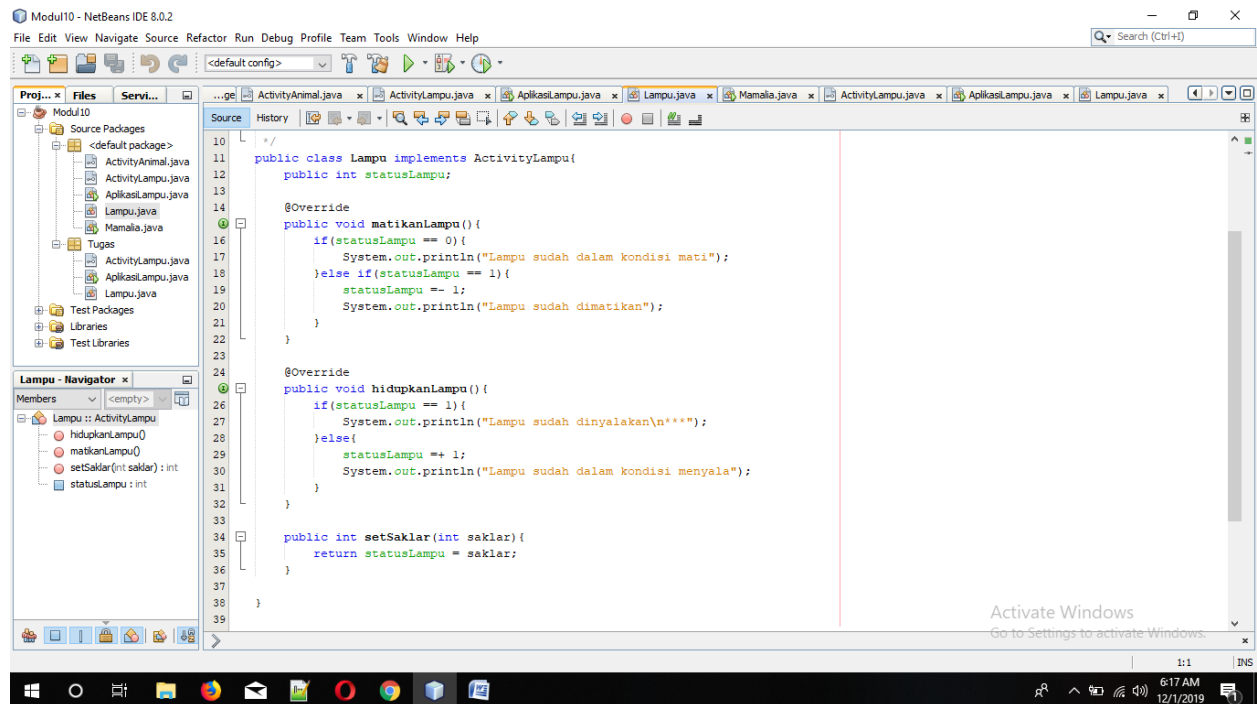 Modul10 - NetBeans IDE 8.0.2
File Edit View Navigate Source Refactor Run Debug Profile Team Tools Window Help
Search (Ctrl+I)
<default config>
Proj... x Files Servi...
...ge ActivityAnimal.java x ActivityLampu.java x AplikasiLampu.java x Lampu.java x Mamalia.java x ActivityLampu.java x AplikasiLampu.java x Lampu.java x
Source History
Modul10
Source Packages
<default package>
ActivityAnimal.java
ActivityLampu.java
AplikasiLampu.java
Lampu.java
Mamalia.java
Tugas
ActivityLampu.java
AplikasiLampu.java
Lampu.java
Test Packages
Libraries
Test Libraries
Lampu - Navigator x
Members <empty>
Lampu :: ActivityLampu
hidupkanLampu()
matikanLampu()
setSaklar(int saklar) : int
statusLampu : int
10 */
11 public class Lampu implements ActivityLampu{
12 public int statusLampu;
13
14 @Override
public void matikanLampu(){
16 if(statusLampu == 0){
17 System.out.println("Lampu sudah dalam kondisi mati");
18 }else if(statusLampu == 1){
19 statusLampu =- 1;
20 System.out.println("Lampu sudah dimatikan");
21 }
22 }
23
24 @Override
public void hidupkanLampu(){
26 if(statusLampu == 1){
27 System.out.println("Lampu sudah dinyalakan\n***");
28 }else{
29 statusLampu =+ 1;
30 System.out.println("Lampu sudah dalam kondisi menyala");
31 }
32 }
33
34 public int setSaklar(int saklar){
35 return statusLampu = saklar;
36 }
37
38 }
39
Activate Windows
Go to Settings to activate Windows.
1:1 INS
6:17 AM
12/1/2019